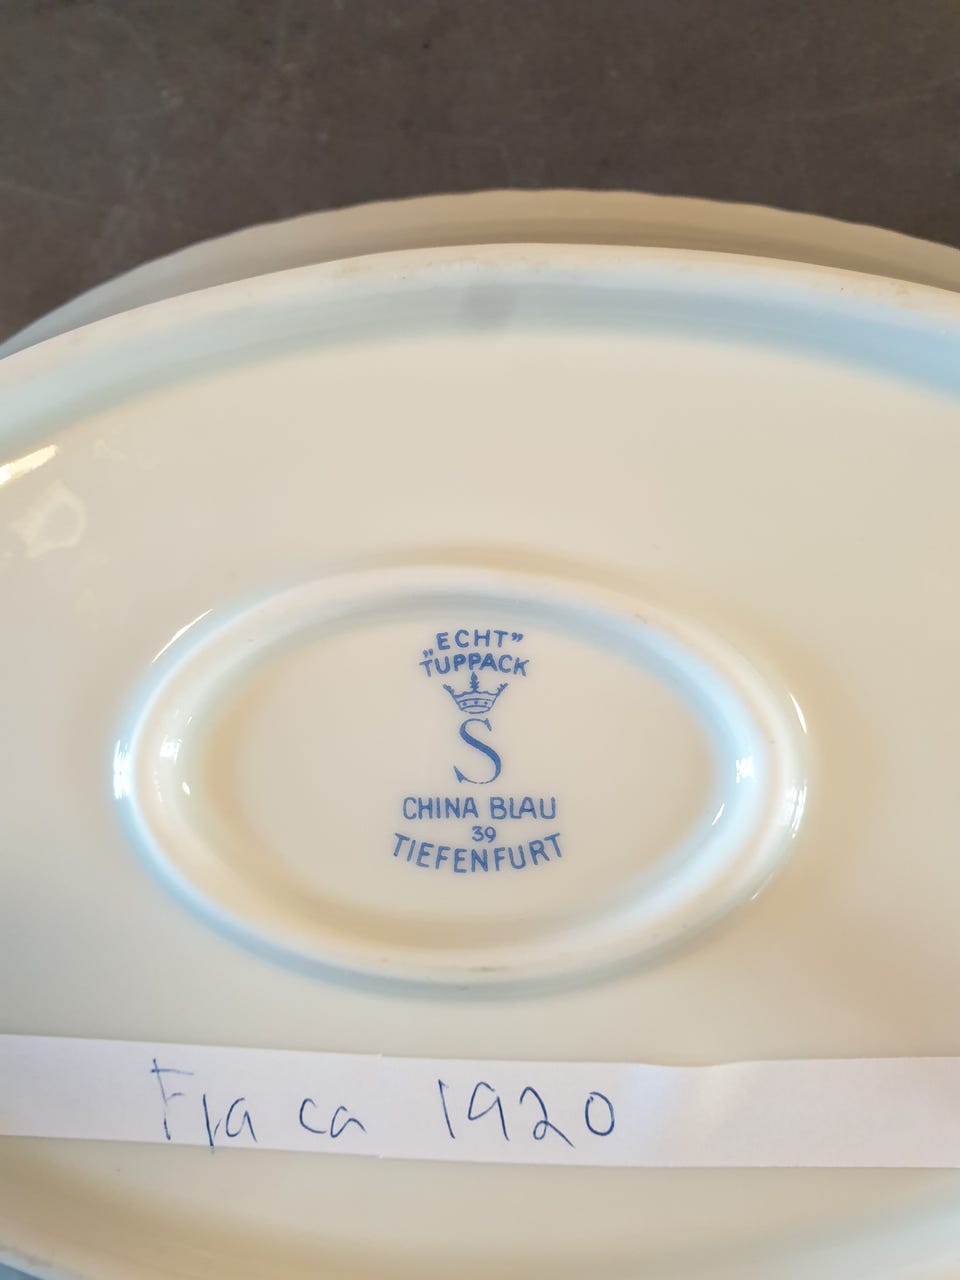 „ECHT”
„TUPPACK
S
CHINA BLAU
39
TIEFENFURT
Fra ca 1920